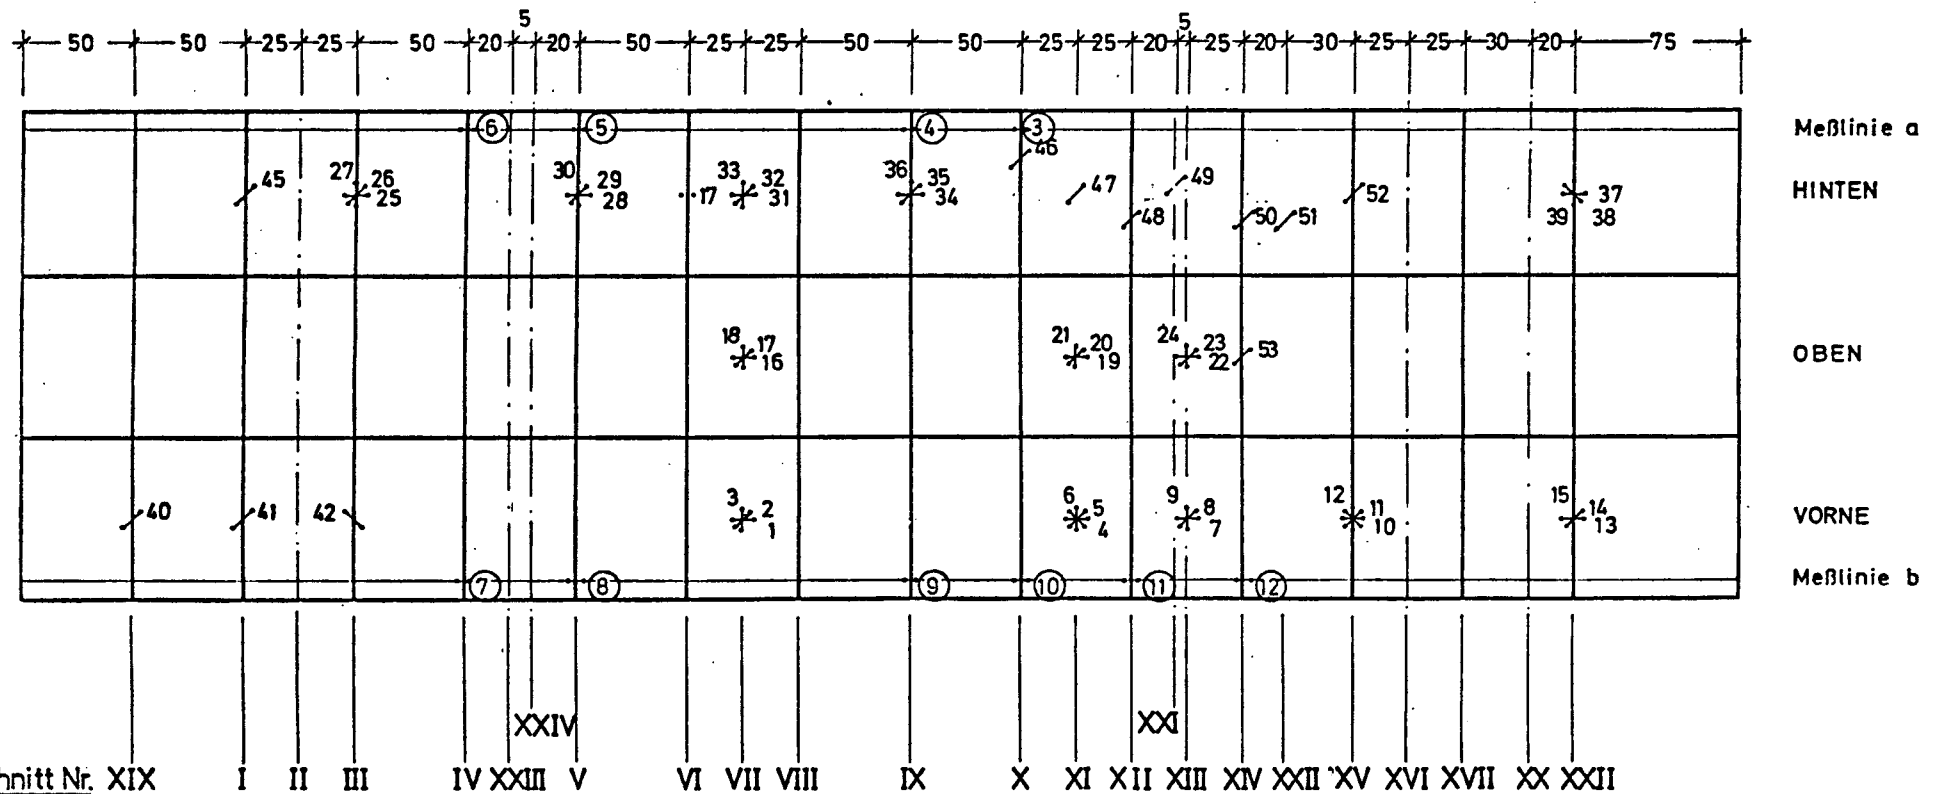 5 5
50 50 25 25 50 20 20 50 25 25 50 50 25 25 20 25 20 30 25 25 30 20 75
6 5 4 3 Meßlinie a
46
45 27 26 25 30 29 28 17 33 32 31 36 35 34 47 48 49 50 51 52 37 39 38 HINTEN
18 17 16 21 20 19 24 23 22 53 OBEN
40 41 42 3 2 1 6 5 4 9 8 7 12 11 10 15 14 13 VORNE
7 8 9 10 11 12 Meßlinie b
XXIV XXI
hnitt Nr. XIX I II III IV XXIII V VI VII VIII IX X XI XII XIII XIV XXII XV XVI XVII XX XXII